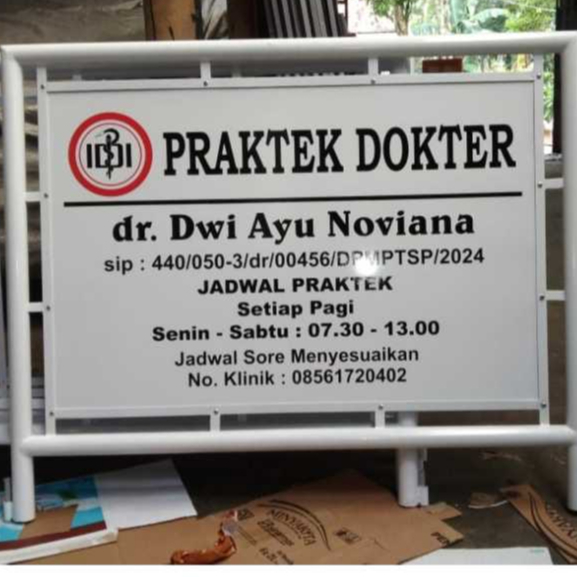 IDI
PRAKTEK DOKTER
dr. Dwi Ayu Noviana
sip : 440/050-3/dr/00456/DPMPTSP/2024
JADWAL PRAKTEK
Setiap Pagi
Senin - Sabtu : 07.30 - 13.00
Jadwal Sore Menyesuaikan
No. Klinik : 08561720402
MINYAKITA